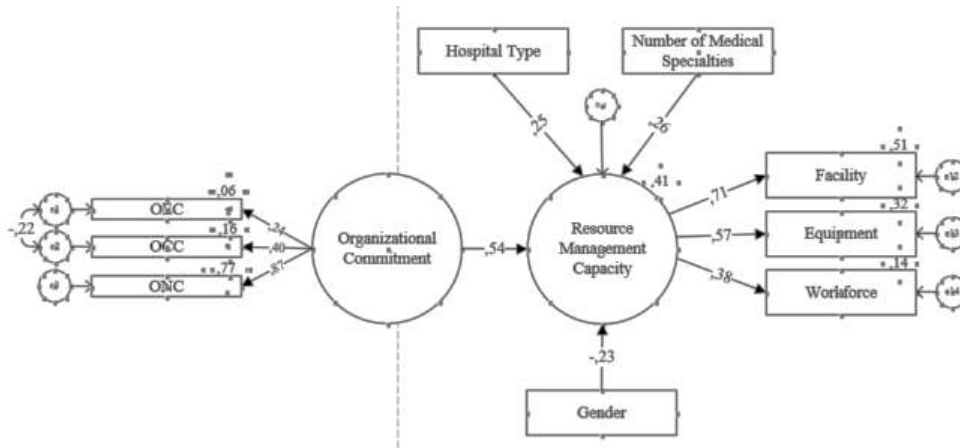 Hospital Type
Number of Medical
Specialties
,25
,26
,51
,06
,41
Facility
,71
,24
-,22
,16
OCC
,40
Organizational
Commitment
,54
Resource
Management
Capacity
,57
,32
Equipment
,77
ONC
,87
,38
,14
Workforce
-,23
Gender